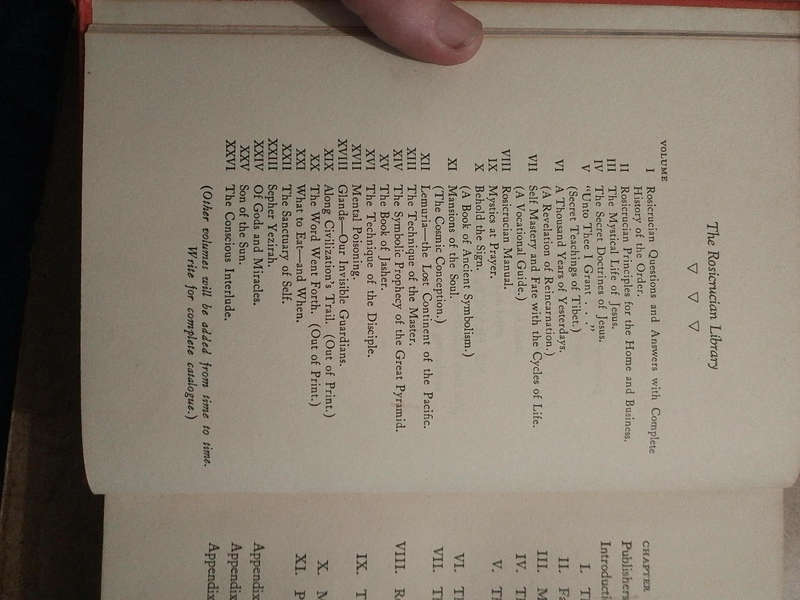 The Rosicrucian Library
▽ ▽ ▽
VOLUME
I Rosicrucian Questions and Answers with Complete
History of the Order.
II Rosicrucian Principles for the Home and Business.
III The Mystical Life of Jesus.
IV The Secret Doctrines of Jesus.
V "Unto Thee I Grant . . ."
(Secret Teachings of Tibet.)
VI A Thousand Years of Yesterdays.
(A Revelation of Reincarnation.)
VII Self Mastery and Fate with the Cycles of Life.
(A Vocational Guide.)
VIII Rosicrucian Manual.
IX Mystics at Prayer.
X Behold the Sign.
(A Book of Ancient Symbolism.)
XI Mansions of the Soul.
(The Cosmic Conception.)
XII Lemuria—the Lost Continent of the Pacific.
XIII The Technique of the Master.
XIV The Symbolic Prophecy of the Great Pyramid.
XV The Book of Jasher.
XVI The Technique of the Disciple.
XVII Mental Poisoning.
XVIII Glands—Our Invisible Guardians.
XIX Along Civilization's Trail. (Out of Print.)
XX The Word Went Forth. (Out of Print.)
XXI What to Eat—and When.
XXII The Sanctuary of Self.
XXIII Sepher Yezirah.
XXIV Of Gods and Miracles.
XXV Son of the Sun.
XXVI The Conscious Interlude.
(Other volumes will be added from time to time.
Write for complete catalogue.)
CHAPTER
Publishers
Introducti
I. Th
II. Fa
III. M
IV. Th
V. Th
VI. Th
VII. Th
VIII. R
IX. T
X. M
XI. P
Appendix
Appendix
Appendix